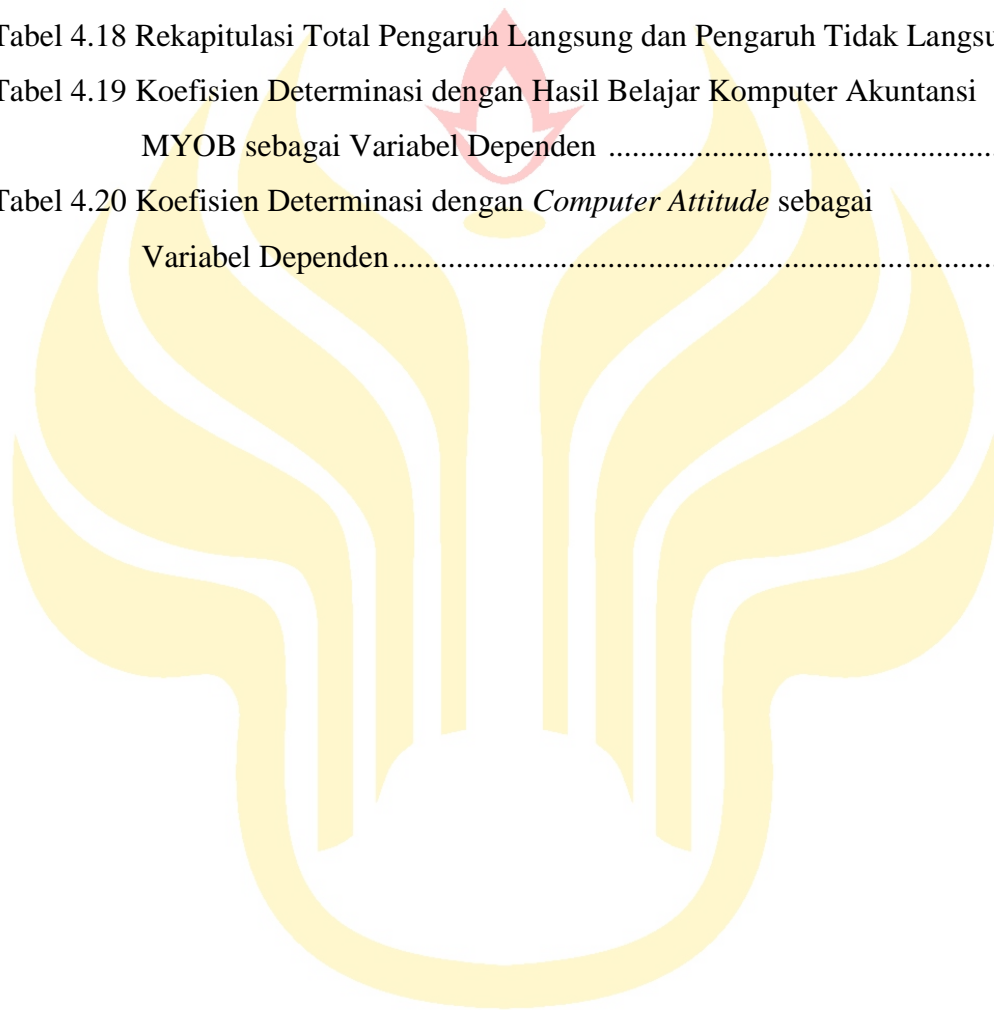 Tabel 4.18 Rekapitulasi Total Pengaruh Langsung dan Pengaruh Tidak
Tabel 4.19 Koefisien Determinasi dengan Hasil Belajar Komputer Akuntansi
MYOB sebagai Variabel Dependen ...............................................
Tabel 4.20 Koefisien Determinasi dengan Computer Attitude sebagai
Variabel Dependen..............................................................................